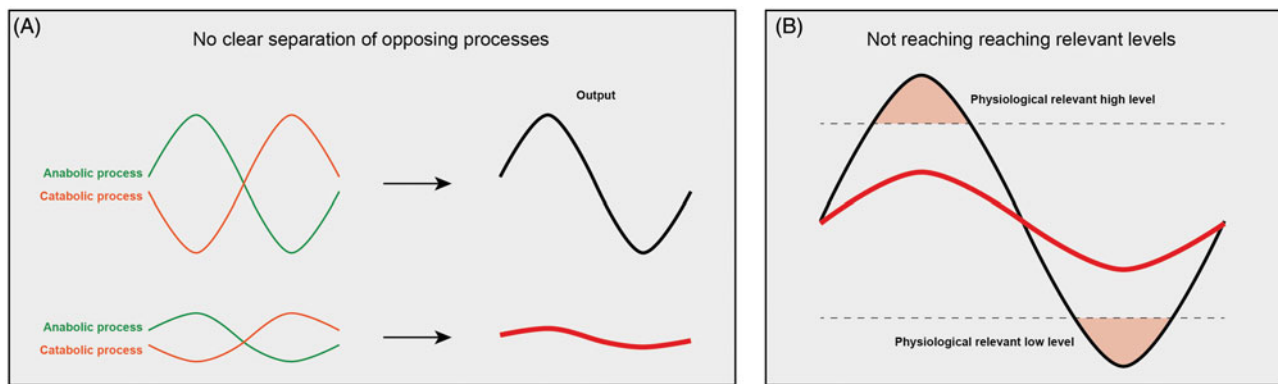 (A)
No clear separation of opposing processes
Output
Anabolic process
Catabolic process
Anabolic process
Catabolic process
(B)
Not reaching reaching relevant levels
Physiological relevant high level
Physiological relevant low level